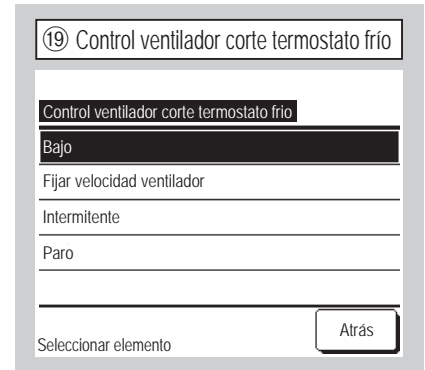 ⑲ Control ventilador corte termostato frío
Control ventilador corte termostato frio
Bajo
Fijar velocidad ventilador
Intermitente
Paro
Seleccionar elemento
Atrás